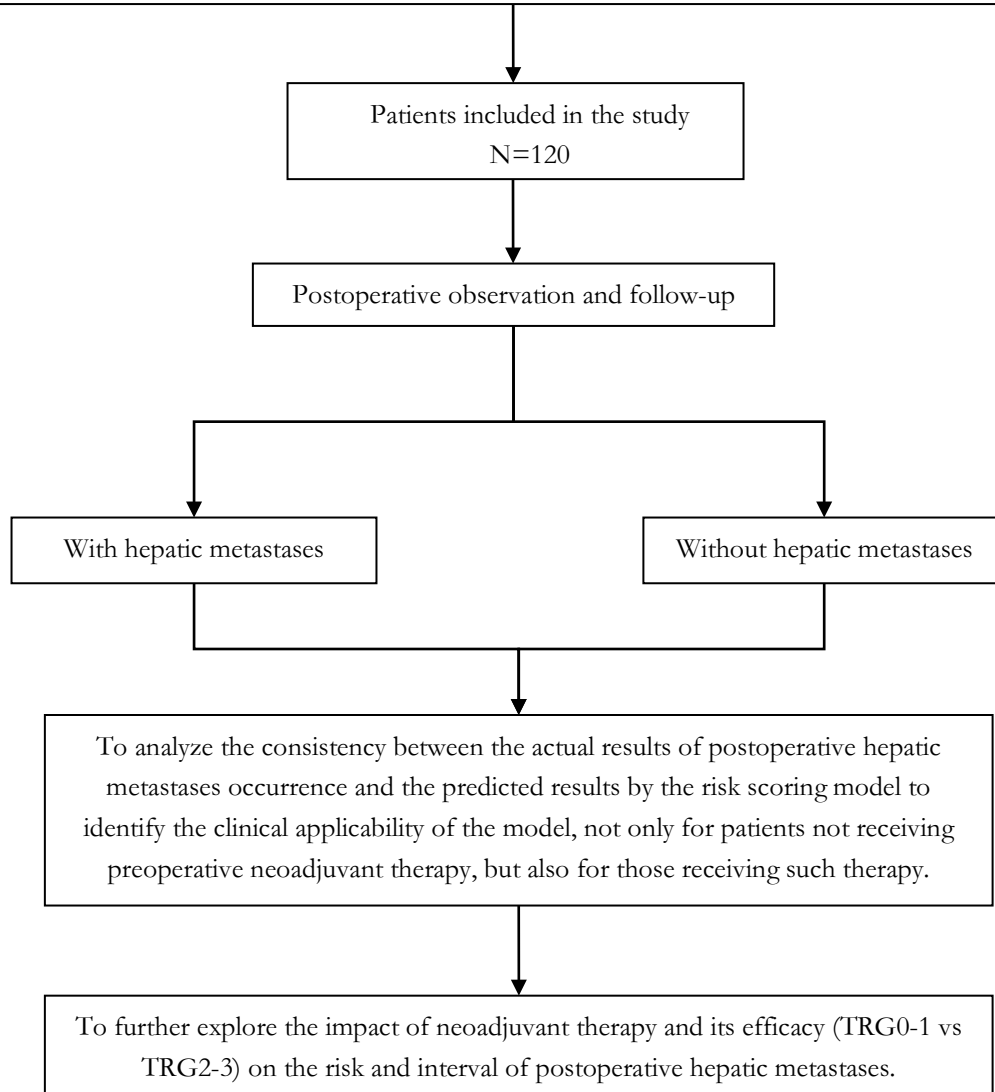 Patients included in the study
N=120
Postoperative observation and follow-up
With hepatic metastases
Without hepatic metastases
To analyze the consistency between the actual results of postoperative hepatic
metastases occurrence and the predicted results by the risk scoring model to
identify the clinical applicability of the model, not only for patients not receiving
preoperative neoadjuvant therapy, but also for those receiving such therapy.
To further explore the impact of neoadjuvant therapy and its efficacy (TRG0-1 vs
TRG2-3) on the risk and interval of postoperative hepatic metastases.